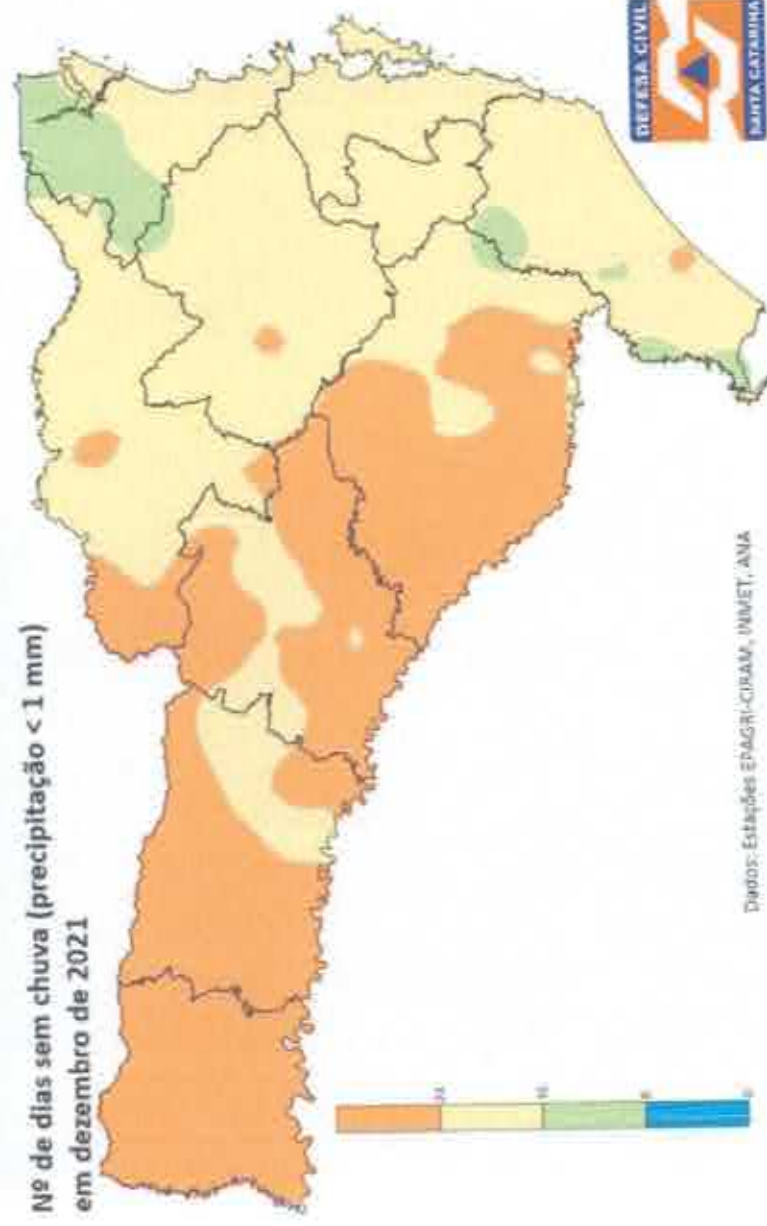 Nº de dias sem chuva (precipitação < 1 mm)
em dezembro de 2021
Dados: Estações EPAGRI-CIRAM, INMET, ANA
DEFESA CIVIL
SANTA CATARINA